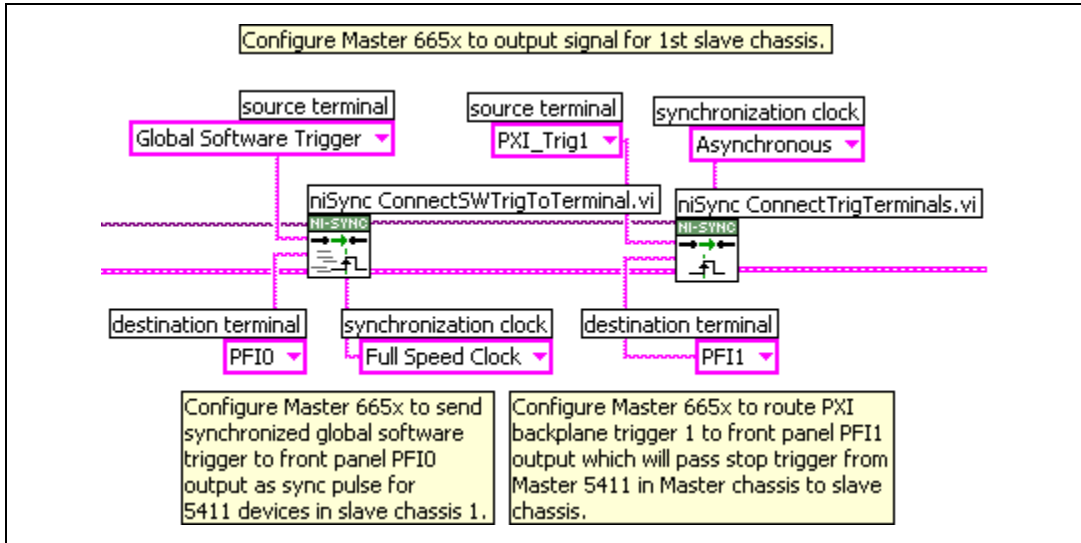 Configure Master 665x to output signal for 1st slave chassis.
source terminal
Global Software Trigger
source terminal
PXI_Trig1
synchronization clock
Asynchronous
niSync ConnectSWTrigToTerminal.vi
NI-SYNC
niSync ConnectTrigTerminals.vi
NI-SYNC
destination terminal
PFI0
synchronization clock
Full Speed Clock
destination terminal
PFI1
Configure Master 665x to send
synchronized global software
trigger to front panel PFI0
output as sync pulse for
5411 devices in slave chassis 1.
Configure Master 665x to route PXI
backplane trigger 1 to front panel PFI1
output which will pass stop trigger from
Master 5411 in Master chassis to slave
chassis.